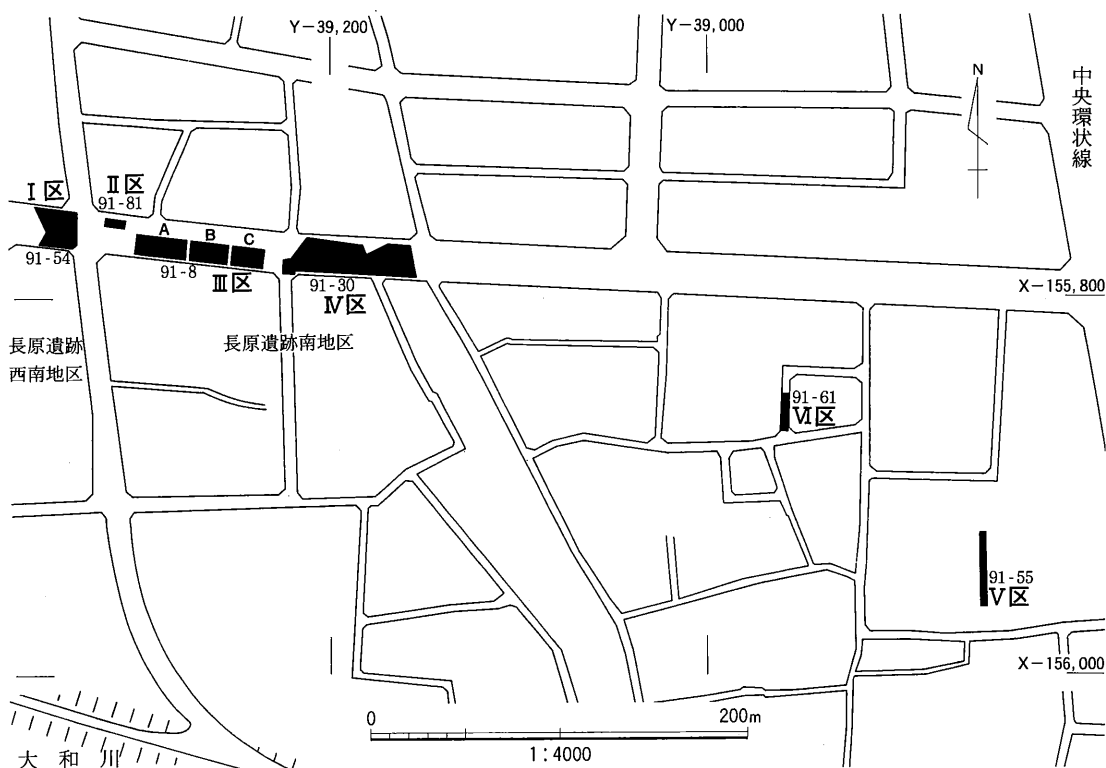 Y-39,200
Y-39,000
N
中央環状線
Ⅰ区
Ⅱ区
91-81
A
B
C
91-54
91-8
Ⅲ区
91-30
Ⅳ区
X-155,800
長原遺跡
西南地区
長原遺跡南地区
91-61
Ⅵ区
91-55
Ⅴ区
X-156,000
0
200m
1:4000
大和川